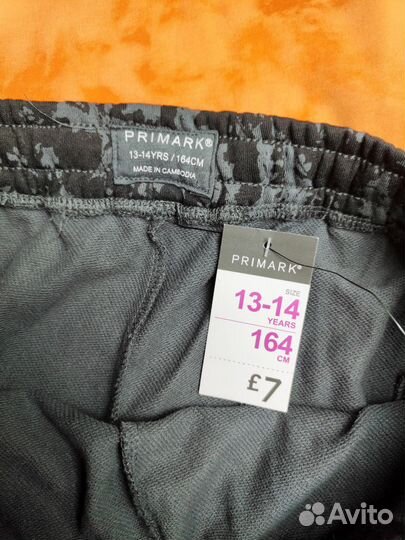 PRIMARK®
13-14YRS / 164CM
MADE IN CAMBODIA
PRIMARK®
SIZE
13-14
YEARS
164
CM
£7
Avito